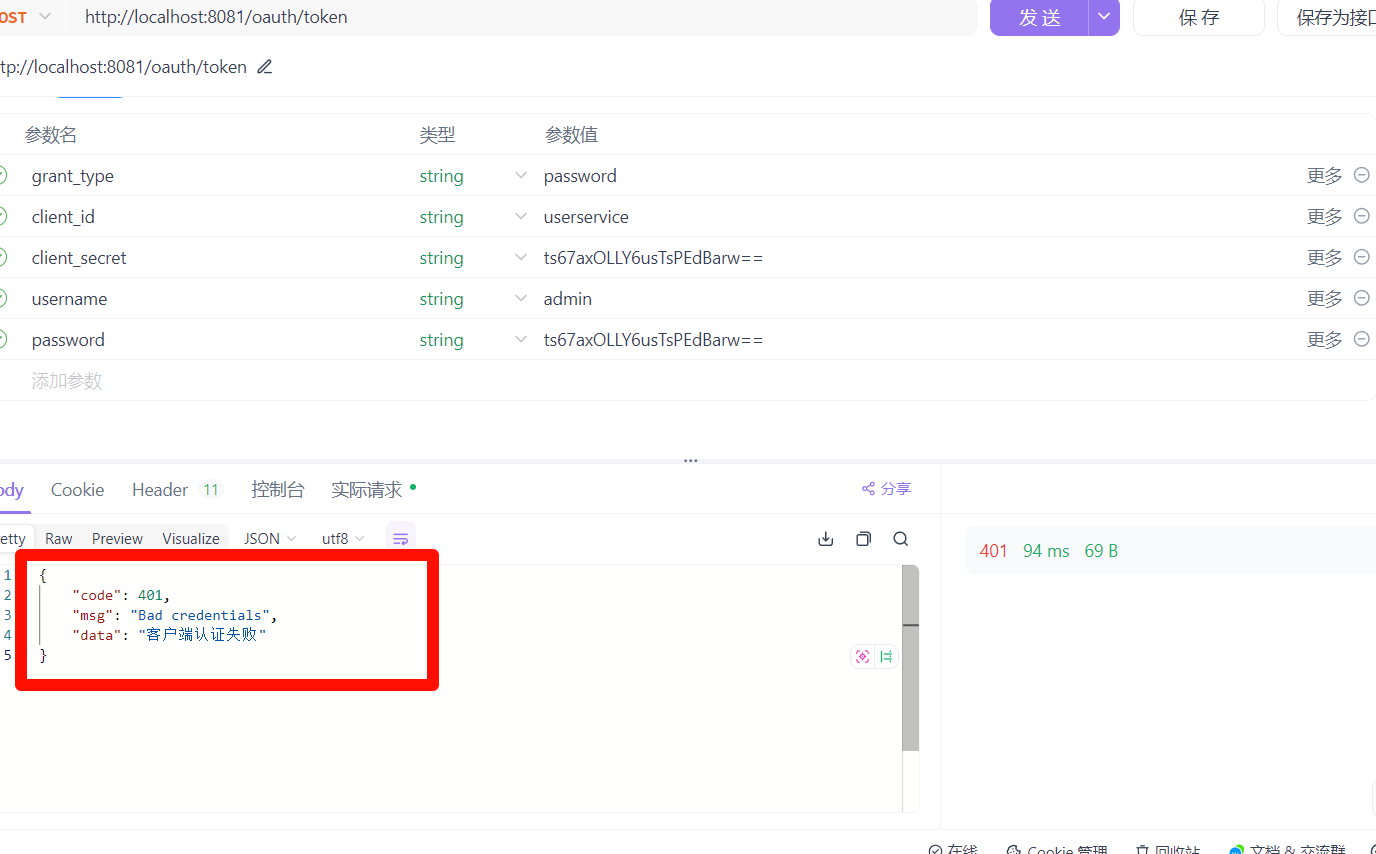 OST http://localhost:8081/oauth/token 发送 保存 保存为接口
tp://localhost:8081/oauth/token
参数名 类型 参数值
grant_type string password 更多
client_id string userservice 更多
client_secret string ts67axOLLY6usTsPEdBarw== 更多
username string admin 更多
password string ts67axOLLY6usTsPEdBarw== 更多
添加参数
ody Cookie Header 11 控制台 实际请求 分享
etty Raw Preview Visualize JSON utf8
401 94 ms 69 B
1 {
2 "code": 401,
3 "msg": "Bad credentials",
4 "data": "客户端认证失败"
5 }
在线 Cookie 管理 回收站 文档 & 交流群